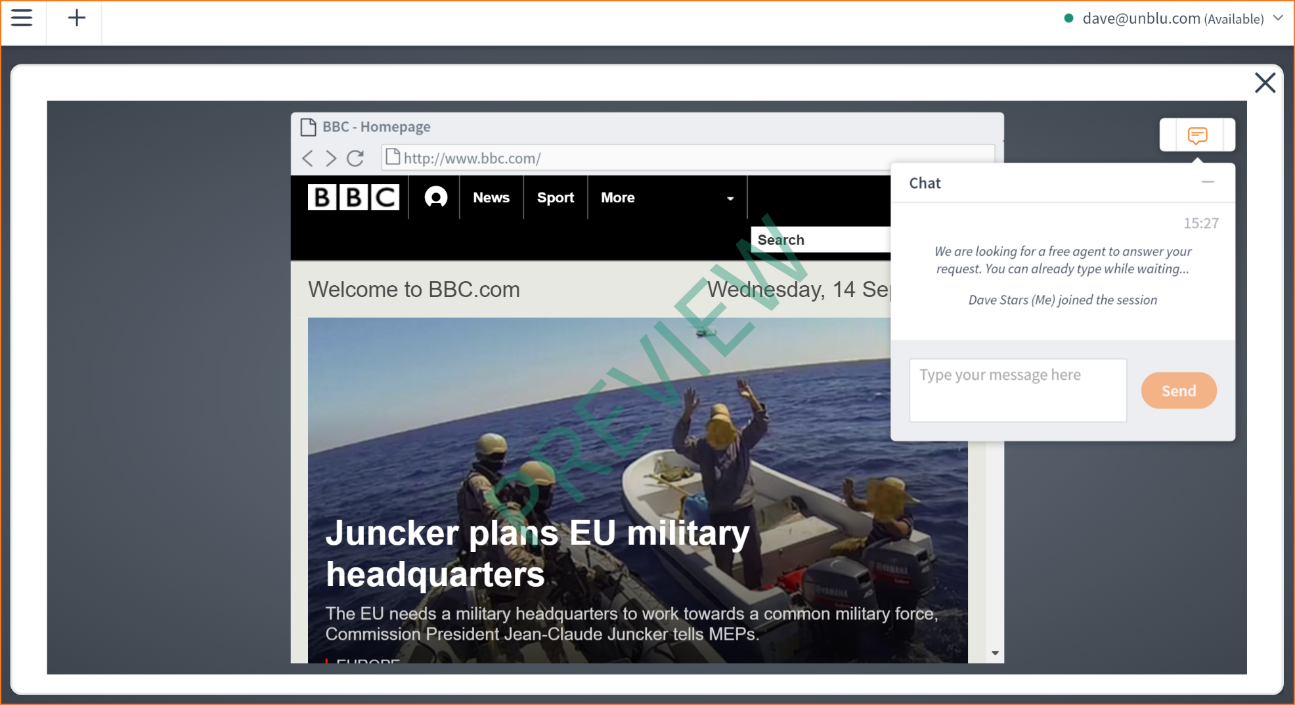 dave@unblu.com (Available)
BBC - Homepage
http://www.bbc.com/
Chat
15:27
We are looking for a free agent to answer your
request. You can already type while waiting...
Dave Stars (Me) joined the session
Type your message here
Send
BBC
News
Sport
More
Search
Welcome to BBC.com
Wednesday, 14 Se
PREVIEW
YAMAHA
YAMAHA
Juncker plans EU military
headquarters
The EU needs a military headquarters to work towards a common military force,
Commission President Jean-Claude Juncker tells MEPs.
EUROPE